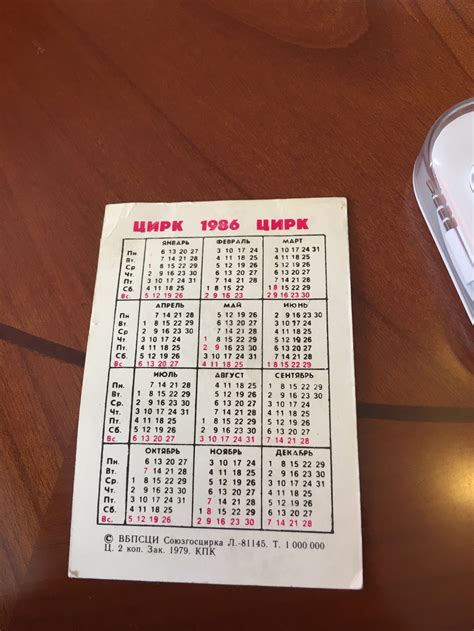 ЦИРК 1986 ЦИРК
ЯНВАРЬ ФЕВРАЛЬ МАРТ
Пн. 6 13 20 27 3 10 17 24 3 10 17 24 31
Вт. 7 14 21 28 4 11 18 25 4 11 18 25
Ср 1 8 15 22 29 5 12 19 26 5 12 19 26
Чт. 2 9 16 23 30 6 13 20 27 6 13 20 27
Пт 3 10 17 24 31 7 14 21 28 7 14 21 28
Сб. 4 11 18 25 1 8 15 22 1 8 15 22 29
Вс. 5 12 19 26 2 9 16 23 2 9 16 23 30
АПРЕЛЬ МАЙ ИЮНЬ
Пн. 7 14 21 28 5 12 19 26 2 9 16 23 30
Вт. 1 8 15 22 29 6 13 20 27 3 10 17 24
Ср. 2 9 16 23 30 7 14 21 28 4 11 18 25
Чт. 3 10 17 24 1 8 15 22 29 5 12 19 26
Пт. 4 11 18 25 2 9 16 23 30 6 13 20 27
Сб. 5 12 19 26 3 10 17 24 31 7 14 21 28
Вс. 6 13 20 27 4 11 18 25 1 8 15 22 29
ИЮЛЬ АВГУСТ СЕНТЯБРЬ
Пн. 7 14 21 28 4 11 18 25 1 8 15 22 29
Вт. 1 8 15 22 29 5 12 19 26 2 9 16 23 30
Ср. 2 9 16 23 30 6 13 20 27 3 10 17 24
Чт. 3 10 17 24 31 7 14 21 28 4 11 18 25
Пт. 4 11 18 25 1 8 15 22 29 5 12 19 26
Сб. 5 12 19 26 2 9 16 23 30 6 13 20 27
Вс. 6 13 20 27 3 10 17 24 31 7 14 21 28
ОКТЯБРЬ НОЯБРЬ ДЕКАБРЬ
Пн. 6 13 20 27 3 10 17 24 1 8 15 22 29
Вт. 7 14 21 28 4 11 18 25 2 9 16 23 30
Ср. 1 8 15 22 29 5 12 19 26 3 10 17 24 31
Чт. 2 9 16 23 30 6 13 20 27 4 11 18 25
Пт. 3 10 17 24 31 7 14 21 28 5 12 19 26
Сб. 4 11 18 25 1 8 15 22 29 6 13 20 27
Вс. 5 12 19 26 2 9 16 23 30 7 14 21 28
© ВБПСЦИ Союзгосцирка Л.-81145. Т. 1 000 000
Ц. 2 коп. Зак. 1979. КПК